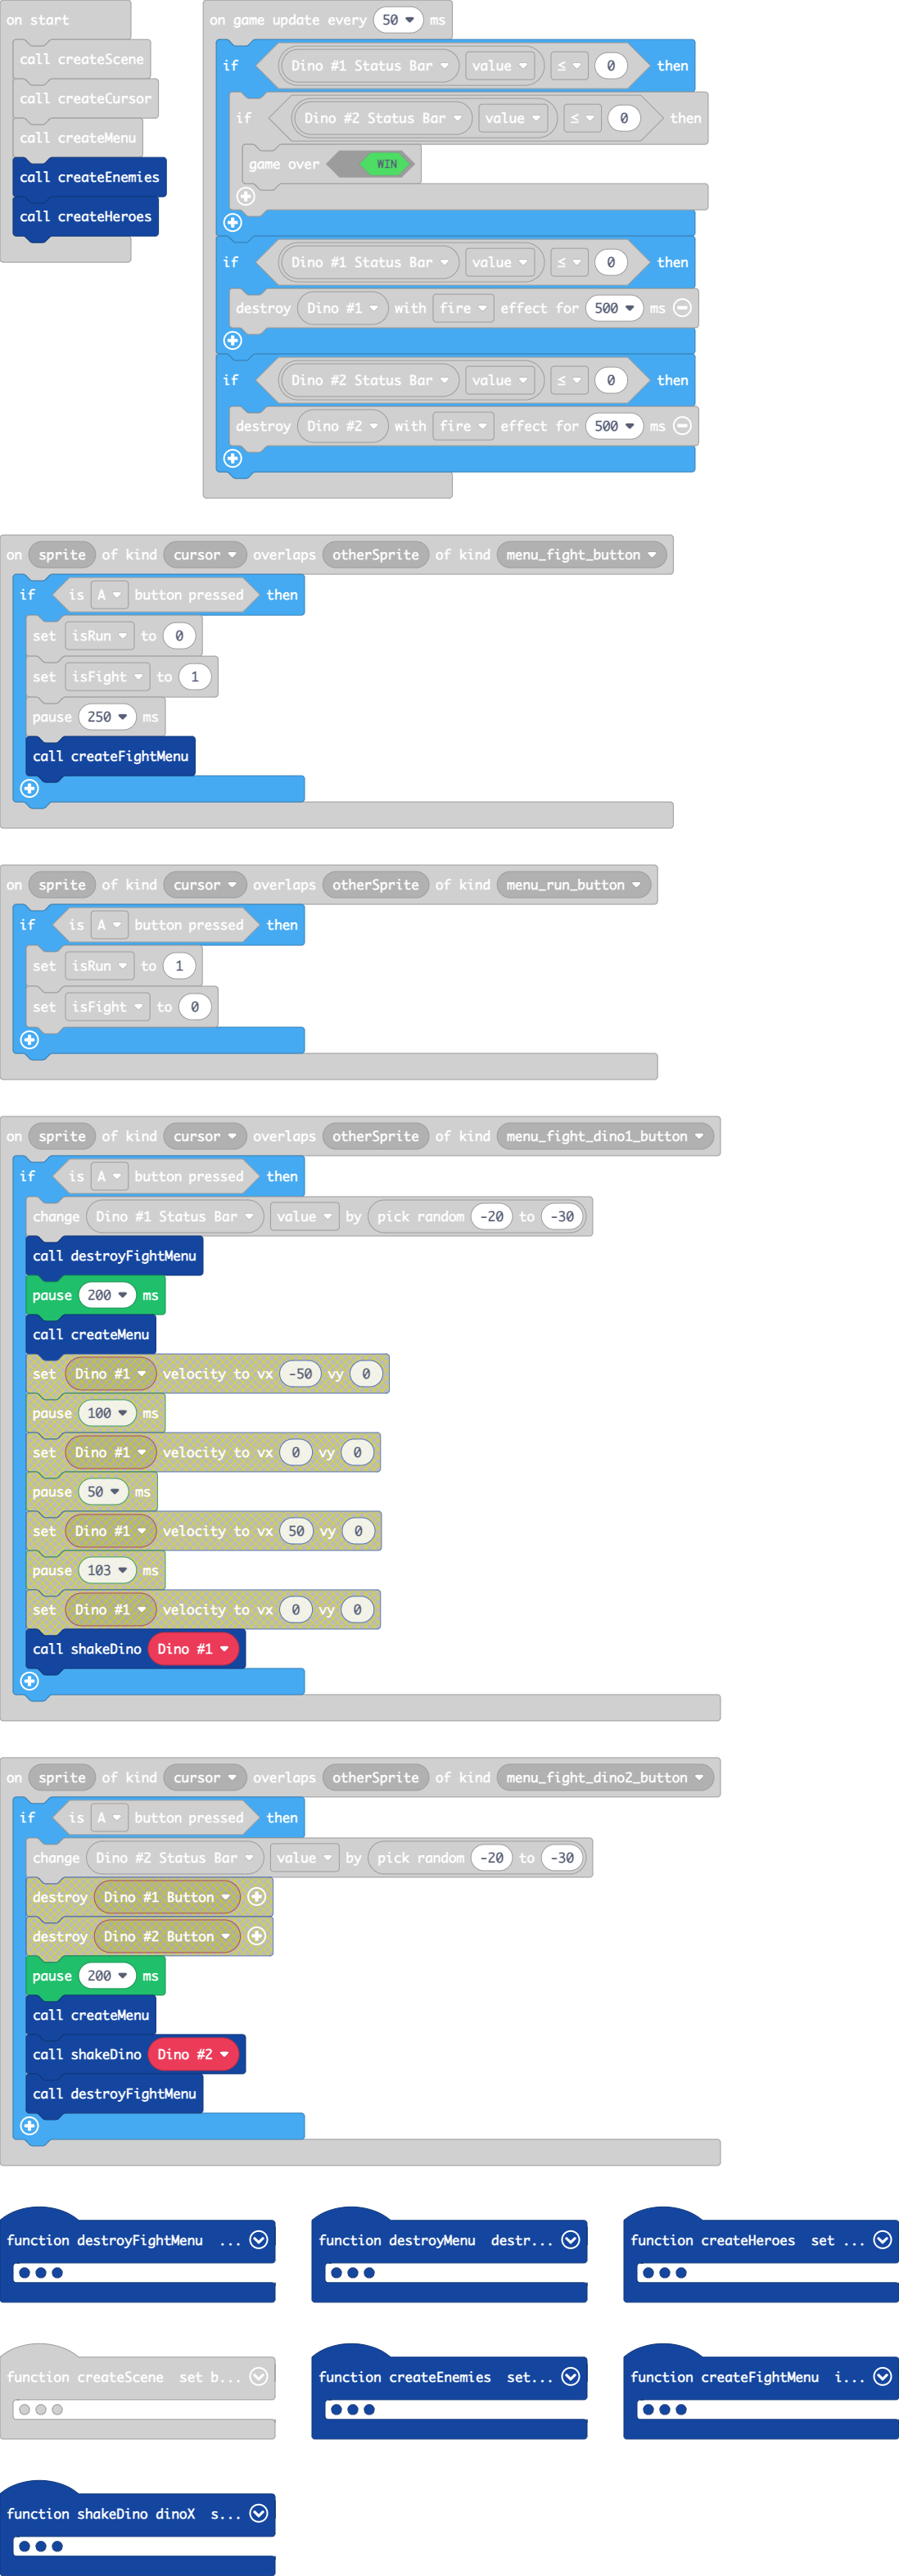 on start
call createScene
call createCursor
call createMenu
call createEnemies
call createHeroes
on game update every 50 ms
if Dino #1 Status Bar value ≤ 0 then
if Dino #2 Status Bar value ≤ 0 then
game over WIN
if Dino #1 Status Bar value ≤ 0 then
destroy Dino #1 with fire effect for 500 ms
if Dino #2 Status Bar value ≤ 0 then
destroy Dino #2 with fire effect for 500 ms
on sprite of kind cursor overlaps otherSprite of kind menu_fight_button
if is A button pressed then
set isRun to 0
set isFight to 1
pause 250 ms
call createFightMenu
on sprite of kind cursor overlaps otherSprite of kind menu_run_button
if is A button pressed then
set isRun to 1
set isFight to 0
on sprite of kind cursor overlaps otherSprite of kind menu_fight_dino1_button
if is A button pressed then
change Dino #1 Status Bar value by pick random -20 to -30
call destroyFightMenu
pause 200 ms
call createMenu
set Dino #1 velocity to vx -50 vy 0
pause 100 ms
set Dino #1 velocity to vx 0 vy 0
pause 50 ms
set Dino #1 velocity to vx 50 vy 0
pause 103 ms
set Dino #1 velocity to vx 0 vy 0
call shakeDino Dino #1
on sprite of kind cursor overlaps otherSprite of kind menu_fight_dino2_button
if is A button pressed then
change Dino #2 Status Bar value by pick random -20 to -30
destroy Dino #1 Button
destroy Dino #2 Button
pause 200 ms
call createMenu
call shakeDino Dino #2
call destroyFightMenu
function destroyFightMenu ...
function destroyMenu destr...
function createHeroes set ...
function createScene set b...
function createEnemies set...
function createFightMenu i...
function shakeDino dinoX s...